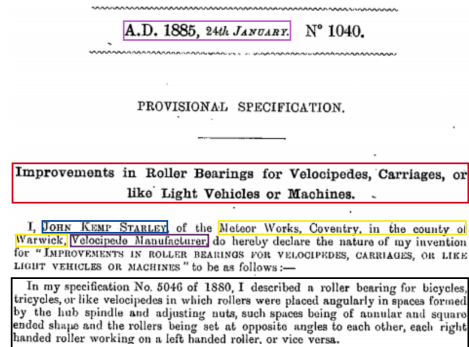 A.D. 1885, 24th JANUARY. Nº 1040.
PROVISIONAL SPECIFICATION.
Improvements in Roller Bearings for Velocipedes, Carriages, or
like Light Vehicles or Machines.
I, JOHN KEMP STARLEY, of the Meteor Works, Coventry, in the county of
Warwick, Velocipede Manufacturer, do hereby declare the nature of my invention
for "IMPROVEMENTS IN ROLLER BEARINGS FOR VELOCIPEDES, CARRIAGES, OR LIKE
LIGHT VEHICLES OR MACHINES" to be as follows:—
In my specification No. 5046 of 1880, I described a roller bearing for bicycles,
tricycles, or like velocipedes in which rollers were placed angularly in spaces formed
by the hub spindle and adjusting nuts, such spaces being of annular and square
ended shape and the rollers being set at opposite angles to each other, each right
handed roller working on a left handed roller, or vice versa.